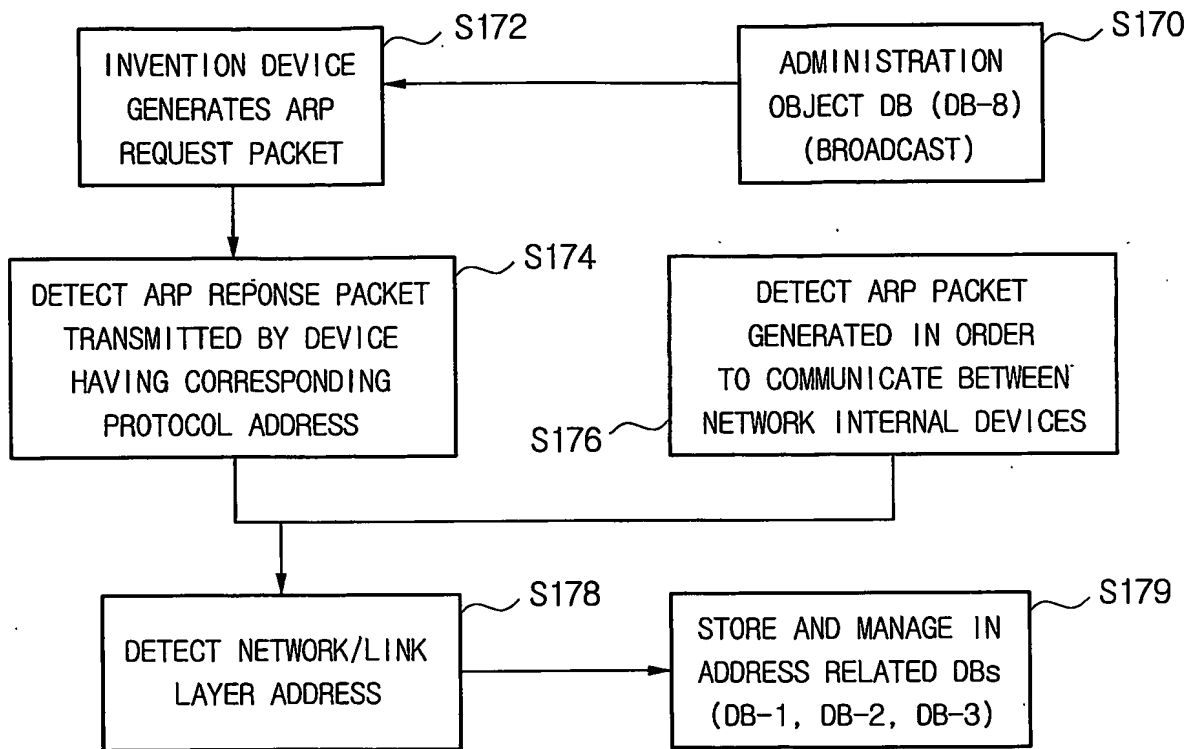 S172
INVENTION DEVICE
GENERATES ARP
REQUEST PACKET
S170
ADMINISTRATION
OBJECT DB (DB-8)
(BROADCAST)
S174
DETECT ARP REPONSE PACKET
TRANSMITTED BY DEVICE
HAVING CORRESPONDING
PROTOCOL ADDRESS
DETECT ARP PACKET
GENERATED IN ORDER
TO COMMUNICATE BETWEEN
NETWORK INTERNAL DEVICES
S176
S178
DETECT NETWORK/LINK
LAYER ADDRESS
S179
STORE AND MANAGE IN
ADDRESS RELATED DBs
(DB-1, DB-2, DB-3)